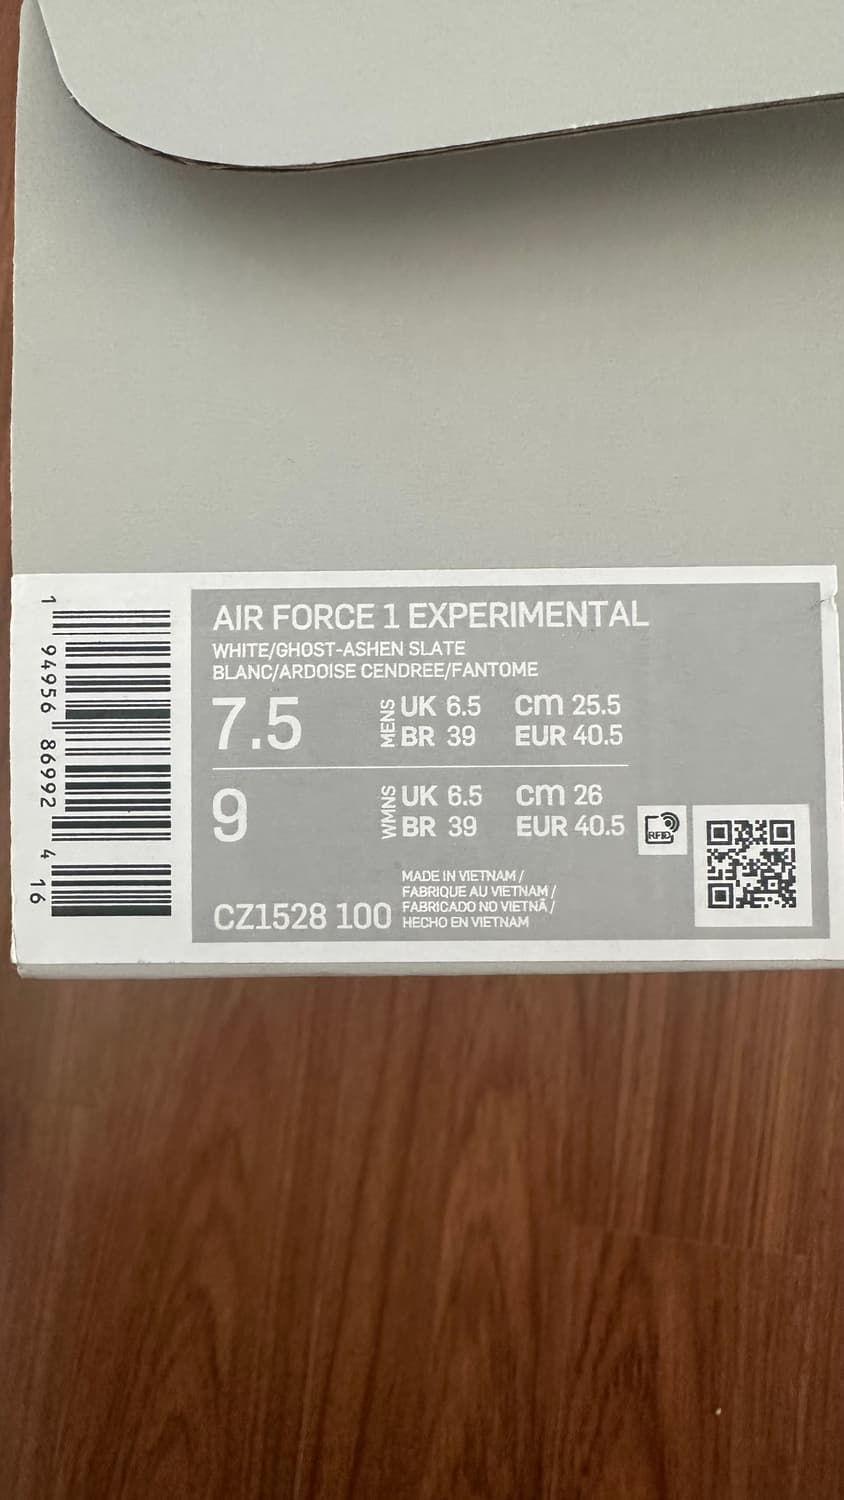 AIR FORCE 1 EXPERIMENTAL
WHITE/GHOST-ASHEN SLATE
BLANC/ARDOISE CENDREE/FANTOME
7.5 MENS UK 6.5 cm 25.5
BR 39 EUR 40.5
9 WMNS UK 6.5 cm 26
BR 39 EUR 40.5
RFID
MADE IN VIETNAM /
FABRIQUE AU VIETNAM /
FABRICADO NO VIETNÃ /
HECHO EN VIETNAM
CZ1528 100
1 94956 86992 4 16